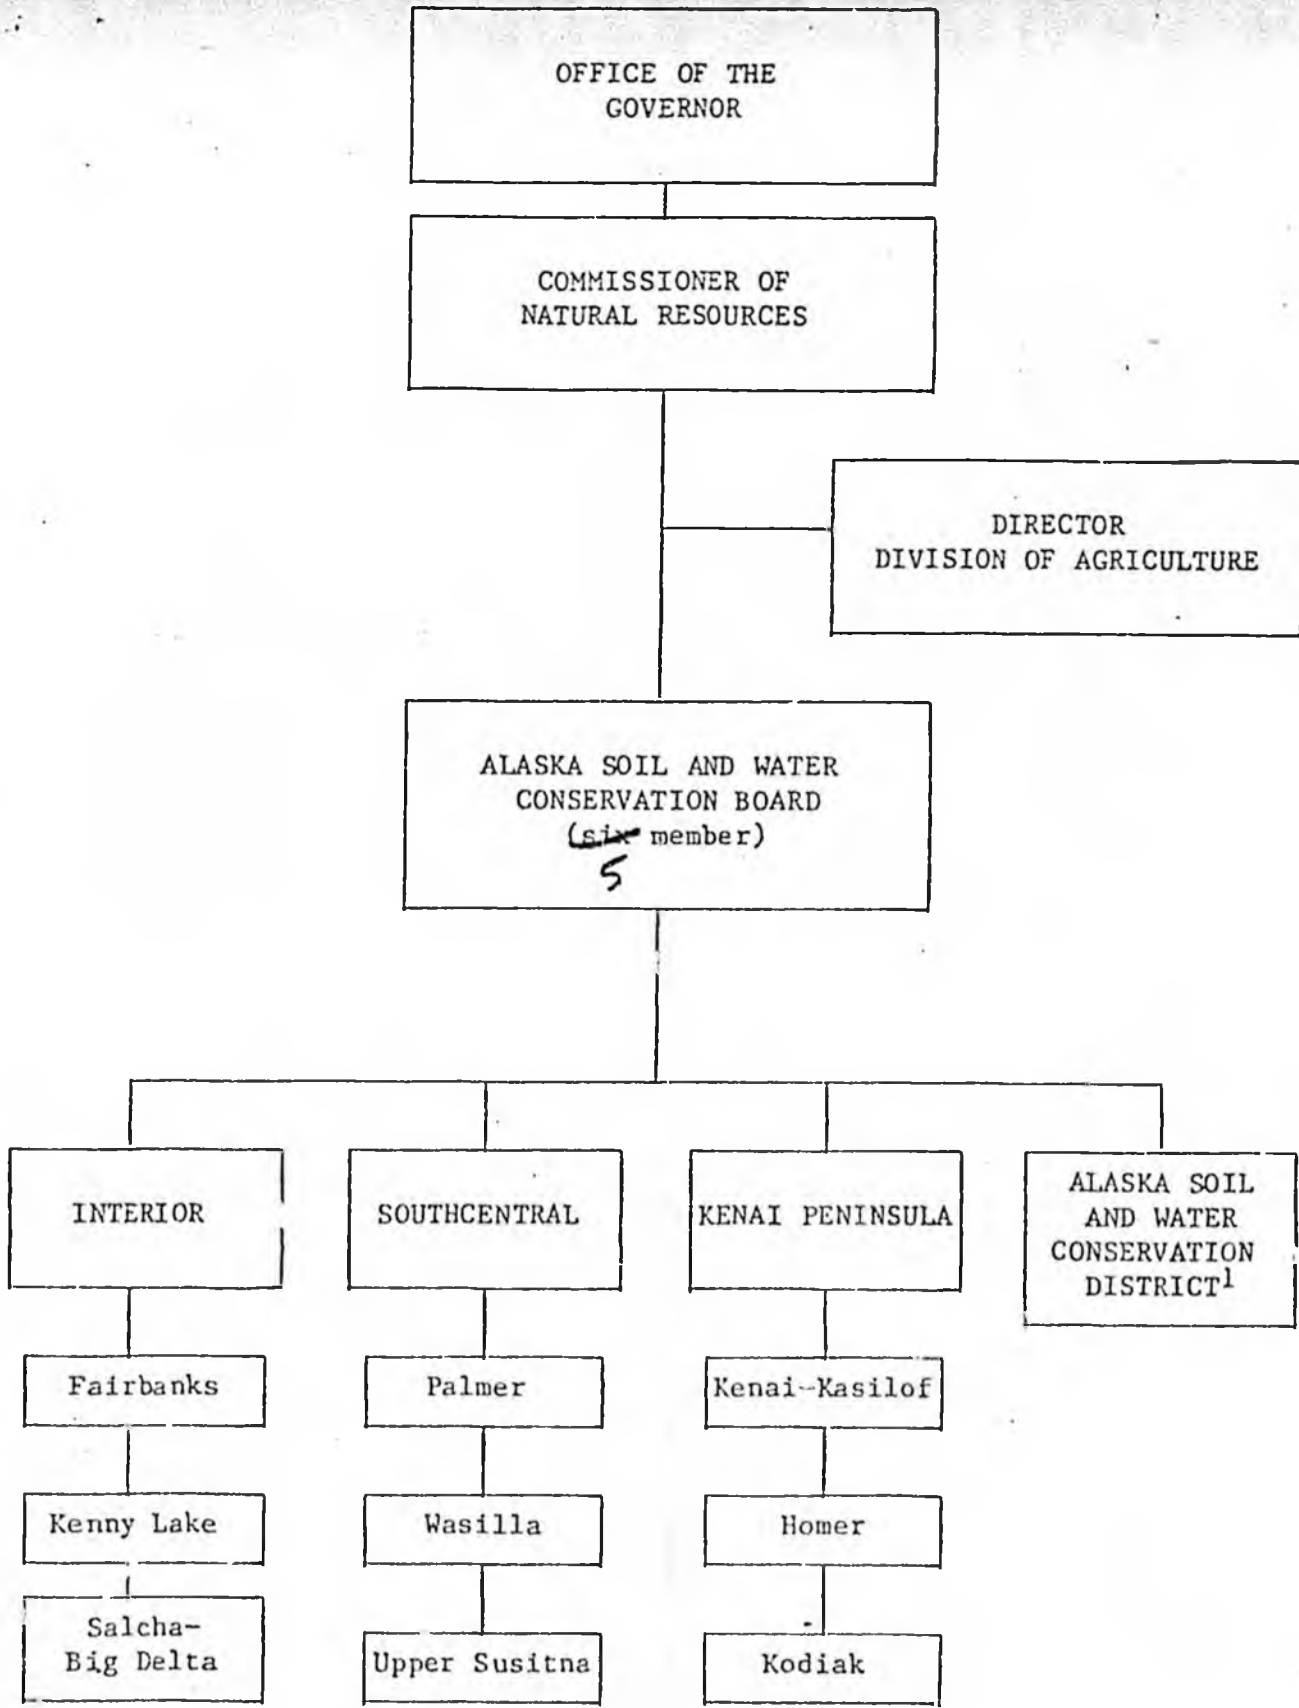 OFFICE OF THE
GOVERNOR
COMMISSIONER OF
NATURAL RESOURCES
DIRECTOR
DIVISION OF AGRICULTURE
ALASKA SOIL AND WATER
CONSERVATION BOARD
(six member)
5
INTERIOR
SOUTHCENTRAL
KENAI PENINSULA
ALASKA SOIL
AND WATER
CONSERVATION
DISTRICT1
Fairbanks
Palmer
Kenai-Kasilof
Kenny Lake
Wasilla
Homer
Salcha-
Big Delta
Upper Susitna
Kodiak